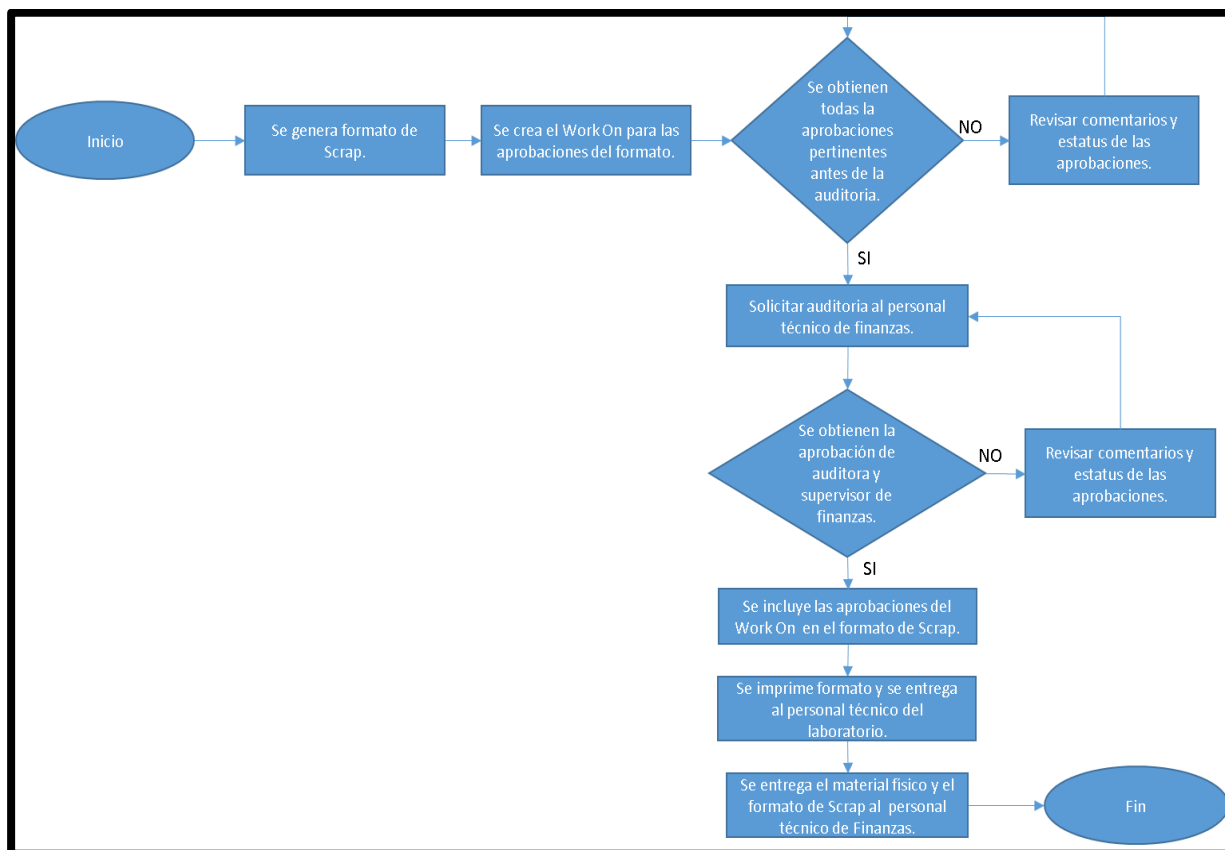 Inicio
Se genera formato de
Scrap.
Se crea el Work On para las
aprobaciones del formato.
Se obtienen
todas la
aprobaciones
pertinentes
antes de la
auditoria.
NO
Revisar comentarios y
estatus de las
aprobaciones.
SI
Solicitar auditoria al personal
técnico de finanzas.
Se obtienen la
aprobación de
auditora y
supervisor de
finanzas.
NO
Revisar comentarios y
estatus de las
aprobaciones.
SI
Se incluye las aprobaciones del
Work On en el formato de Scrap.
Se imprime formato y se entrega
al personal técnico del
laboratorio.
Se entrega el material físico y el
formato de Scrap al personal
técnico de Finanzas.
Fin